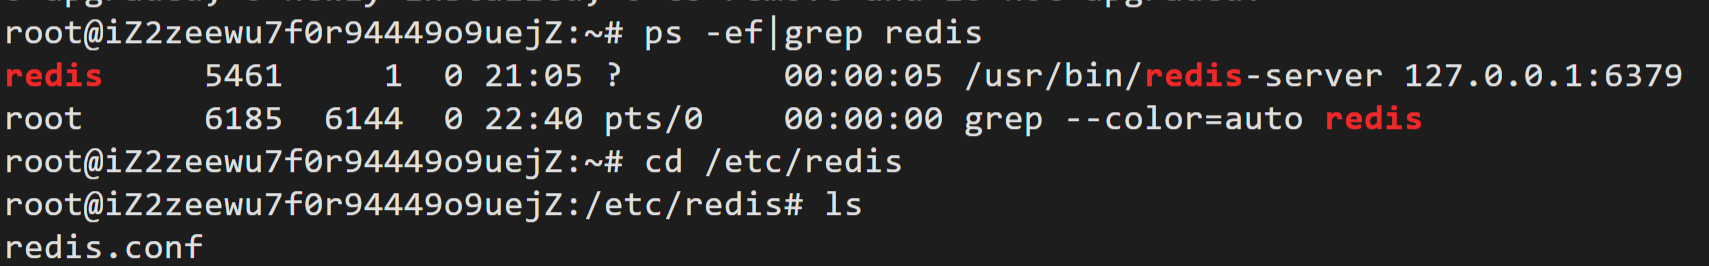 root@iZ2zeewu7f0r94449o9uejZ:~# ps -ef|grep redis
redis 5461 1 0 21:05 ? 00:00:05 /usr/bin/redis-server 127.0.0.1:6379
root 6185 6144 0 22:40 pts/0 00:00:00 grep --color=auto redis
root@iZ2zeewu7f0r94449o9uejZ:~# cd /etc/redis
root@iZ2zeewu7f0r94449o9uejZ:/etc/redis# ls
redis.conf